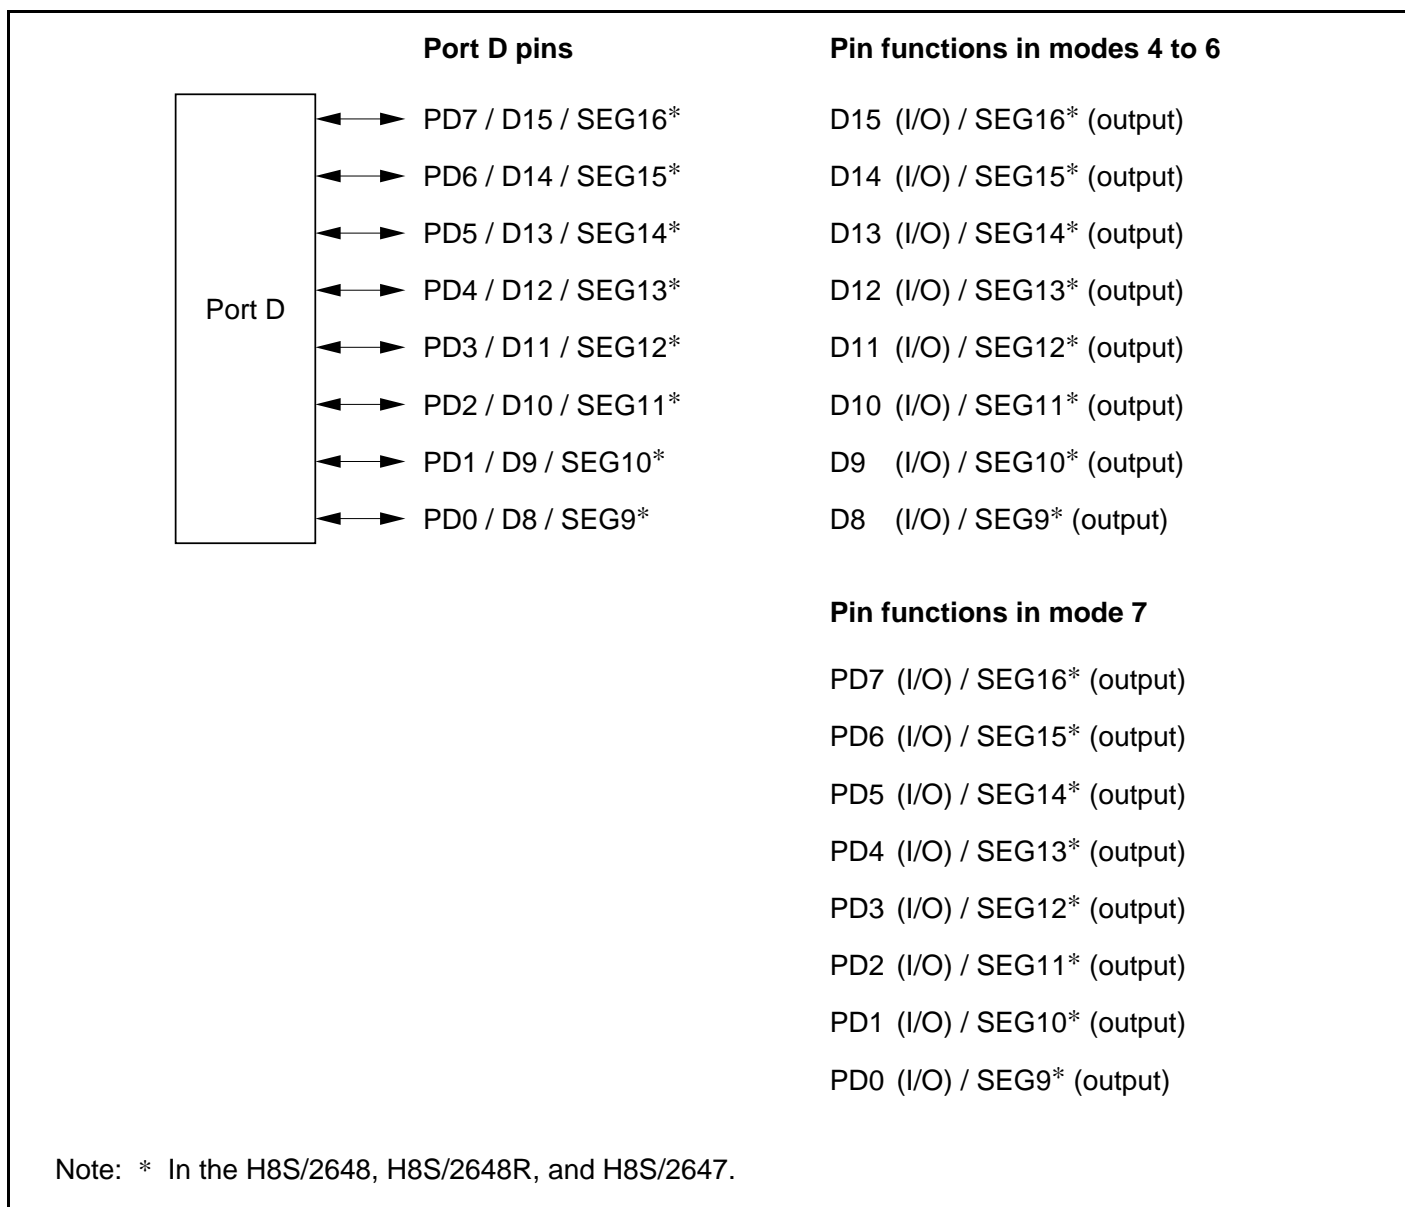 Port D pins
Pin functions in modes 4 to 6
Port D
PD7 / D15 / SEG16*
D15 (I/O) / SEG16* (output)
PD6 / D14 / SEG15*
D14 (I/O) / SEG15* (output)
PD5 / D13 / SEG14*
D13 (I/O) / SEG14* (output)
PD4 / D12 / SEG13*
D12 (I/O) / SEG13* (output)
PD3 / D11 / SEG12*
D11 (I/O) / SEG12* (output)
PD2 / D10 / SEG11*
D10 (I/O) / SEG11* (output)
PD1 / D9 / SEG10*
D9 (I/O) / SEG10* (output)
PD0 / D8 / SEG9*
D8 (I/O) / SEG9* (output)
Pin functions in mode 7
PD7 (I/O) / SEG16* (output)
PD6 (I/O) / SEG15* (output)
PD5 (I/O) / SEG14* (output)
PD4 (I/O) / SEG13* (output)
PD3 (I/O) / SEG12* (output)
PD2 (I/O) / SEG11* (output)
PD1 (I/O) / SEG10* (output)
PD0 (I/O) / SEG9* (output)
Note: * In the H8S/2648, H8S/2648R, and H8S/2647.